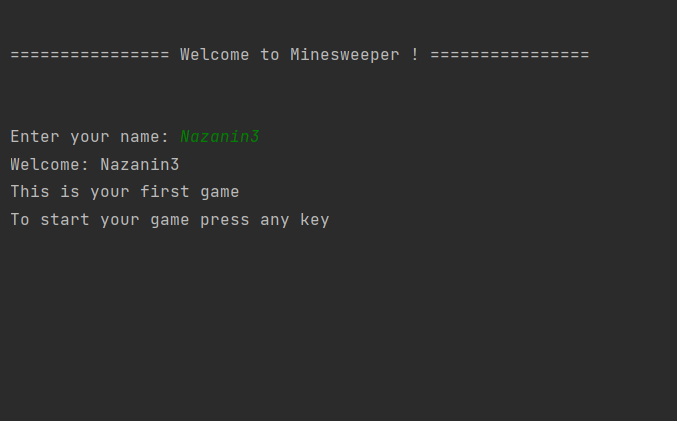 ================ Welcome to Minesweeper ! ================
Enter your name: Nazanin3
Welcome: Nazanin3
This is your first game
To start your game press any key